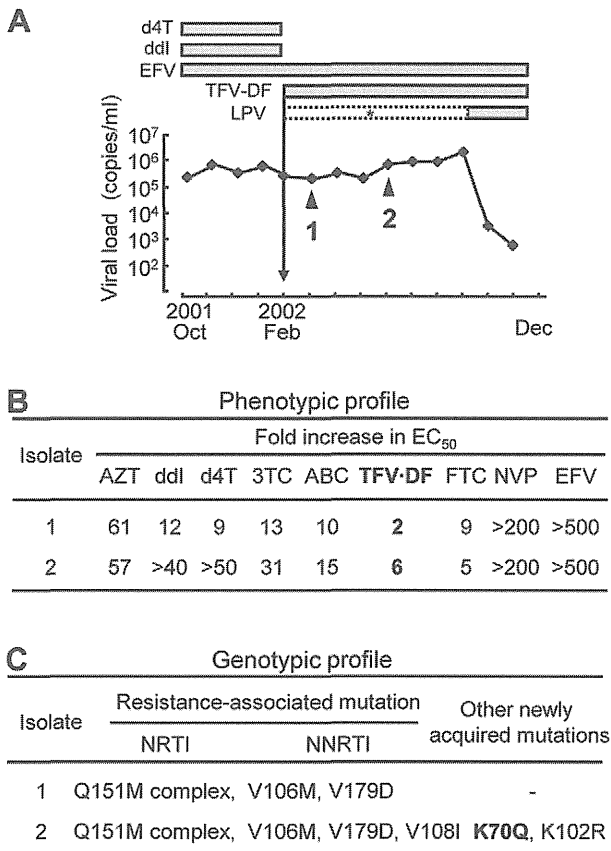 A
d4T
ddI
EFV
TFV-DF
LPV
*
Viral load (copies/ml)
10⁷
10⁶
10⁵
10⁴
10³
10²
1
2
2001 2002
Oct Feb Dec
B Phenotypic profile
Isolate
Fold increase in EC₅₀
AZT ddI d4T 3TC ABC TFV·DF FTC NVP EFV
1 61 12 9 13 10 2 9 >200 >500
2 57 >40 >50 31 15 6 5 >200 >500
C Genotypic profile
Isolate
Resistance-associated mutation
Other newly
acquired mutations
NRTI NNRTI
1 Q151M complex, V106M, V179D -
2 Q151M complex, V106M, V179D, V108I K70Q, K102R